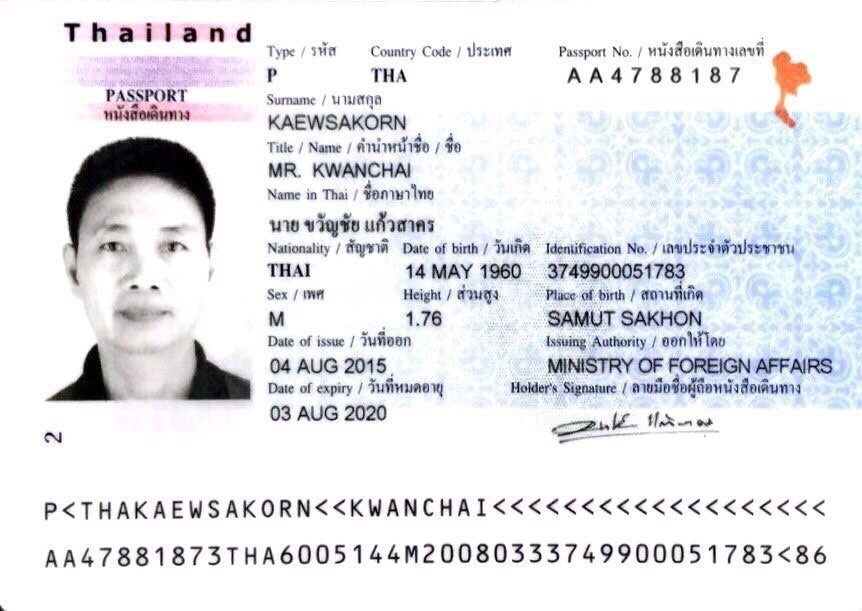 Thailand
PASSPORT
หนังสือเดินทาง
Type / รหัส Country Code / ประเทศ Passport No. / หนังสือเดินทางเลขที่
P THA AA4788187
Surname / นามสกุล
KAEWSAKORN
Title / Name / คำนำหน้าชื่อ / ชื่อ
MR. KWANCHAI
Name in Thai / ชื่อภาษาไทย
นาย ขวัญชัย แก้วสาคร
Nationality / สัญชาติ Date of birth / วันเกิด Identification No. / เลขประจำตัวประชาชน
THAI 14 MAY 1960 3749900051783
Sex / เพศ Height / ส่วนสูง Place of birth / สถานที่เกิด
M 1.76 SAMUT SAKHON
Date of issue / วันที่ออก Issuing Authority / ออกให้โดย
04 AUG 2015 MINISTRY OF FOREIGN AFFAIRS
Date of expiry / วันที่หมดอายุ Holder's Signature / ลายมือชื่อผู้ถือหนังสือเดินทาง
03 AUG 2020
2
P<THAKAEWSAKORN<<KWANCHAI<<<<<<<<<<<<<<<<<<<
AA47881873THA6005144M20080333749900051783<86